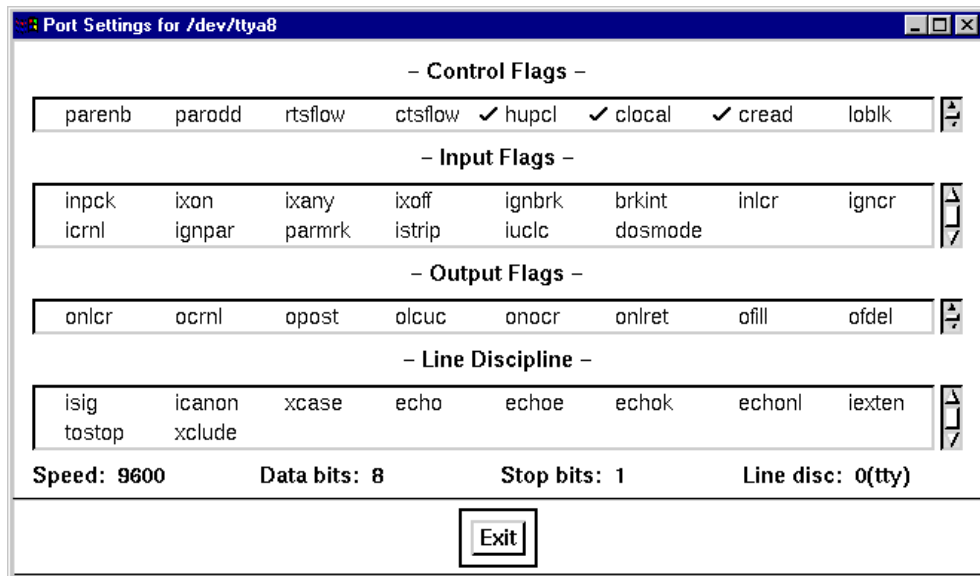 Port Settings for /dev/ttya8
– Control Flags –
parenb parodd rtsflow ctsflow ✓ hupcl ✓ clocal ✓ cread loblk
– Input Flags –
inpck ixon ixany ixoff ignbrk brkint inlcr igncr
icrnl ignpar parmrk istrip iuclc dosmode
– Output Flags –
onlcr ocrnl opost olcuc onocr onlret ofill ofdel
– Line Discipline –
isig icanon xcase echo echoe echok echonl iexten
tostop xclude
Speed: 9600 Data bits: 8 Stop bits: 1 Line disc: 0(tty)
Exit